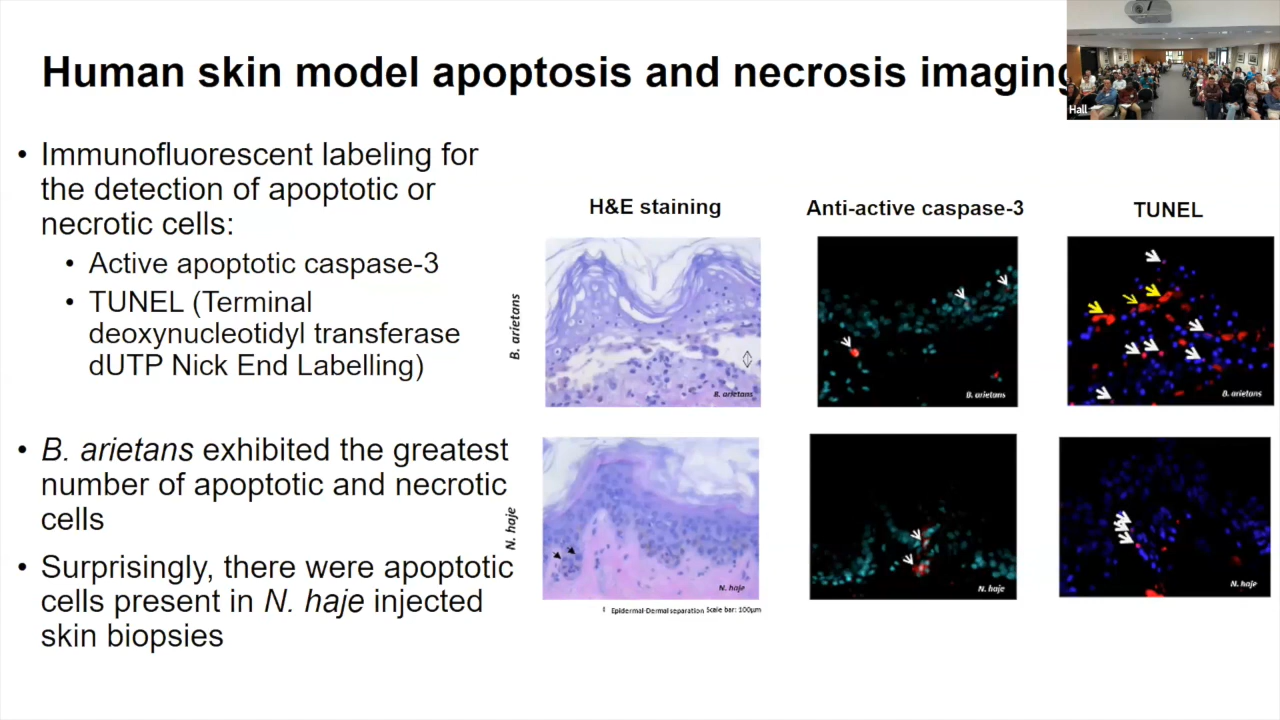 Human skin model apoptosis and necrosis imaging
Hall
• Immunofluorescent labeling for
the detection of apoptotic or
necrotic cells:
• Active apoptotic caspase-3
• TUNEL (Terminal
deoxynucleotidyl transferase
dUTP Nick End Labelling)
• B. arietans exhibited the greatest
number of apoptotic and necrotic
cells
• Surprisingly, there were apoptotic
cells present in N. haje injected
skin biopsies
H&E staining
Anti-active caspase-3
TUNEL
B. arietans
B. arietans
B. arietans
B. arietans
N. haje
N. haje
N. haje
N. haje
Epidermal-Dermal separation Scale bar: 100µm